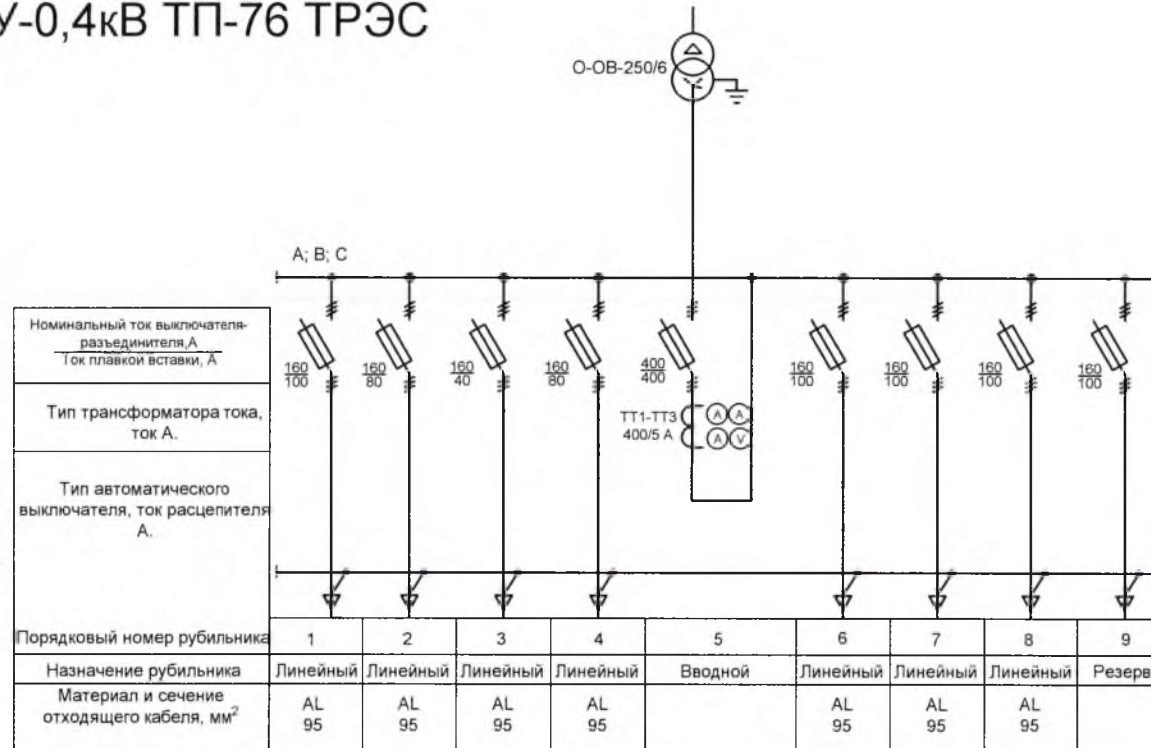 У-0,4кВ ТП-76 ТРЭС
О-ОВ-250/6
А; В; С
Номинальный ток выключателя-
разъединителя,А
Ток плавкой вставки, А
160
100
160
80
160
40
160
80
400
400
160
100
160
100
160
100
160
100
Тип трансформатора тока,
ток А.
ТТ1-ТТ3
400/5 А
А А
А V
Тип автоматического
выключателя, ток расцепителя
А.
Порядковый номер рубильника 1 2 3 4 5 6 7 8 9
Назначение рубильника Линейный Линейный Линейный Линейный Вводной Линейный Линейный Линейный Резерв
Материал и сечение
отходящего кабеля, мм²
AL AL AL AL AL AL AL
95 95 95 95 95 95 95